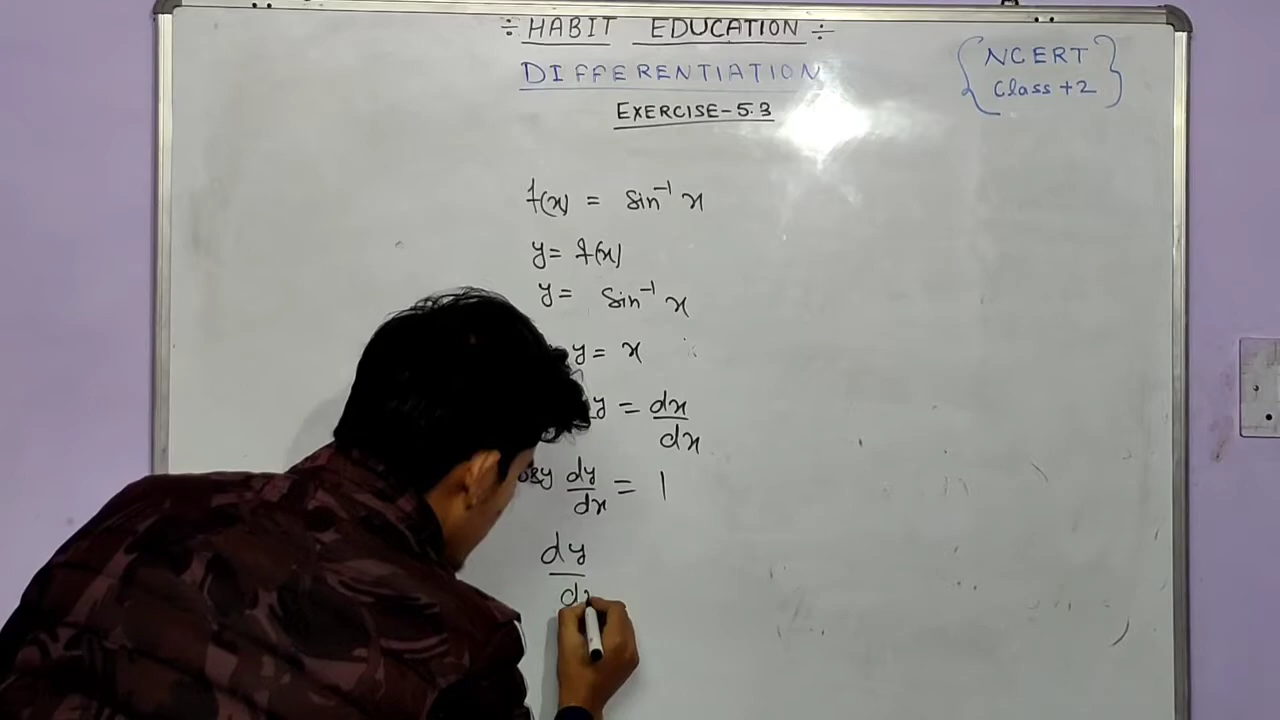 ÷ HABIT EDUCATION ÷
DIFFERENTIATION
EXERCISE-5.3
{NCERT
Class +2}
f(x) = Sin⁻¹ x
y = f(x)
y = Sin⁻¹ x
y = x
y = dx/dx
osy dy/dx = 1
dy
d